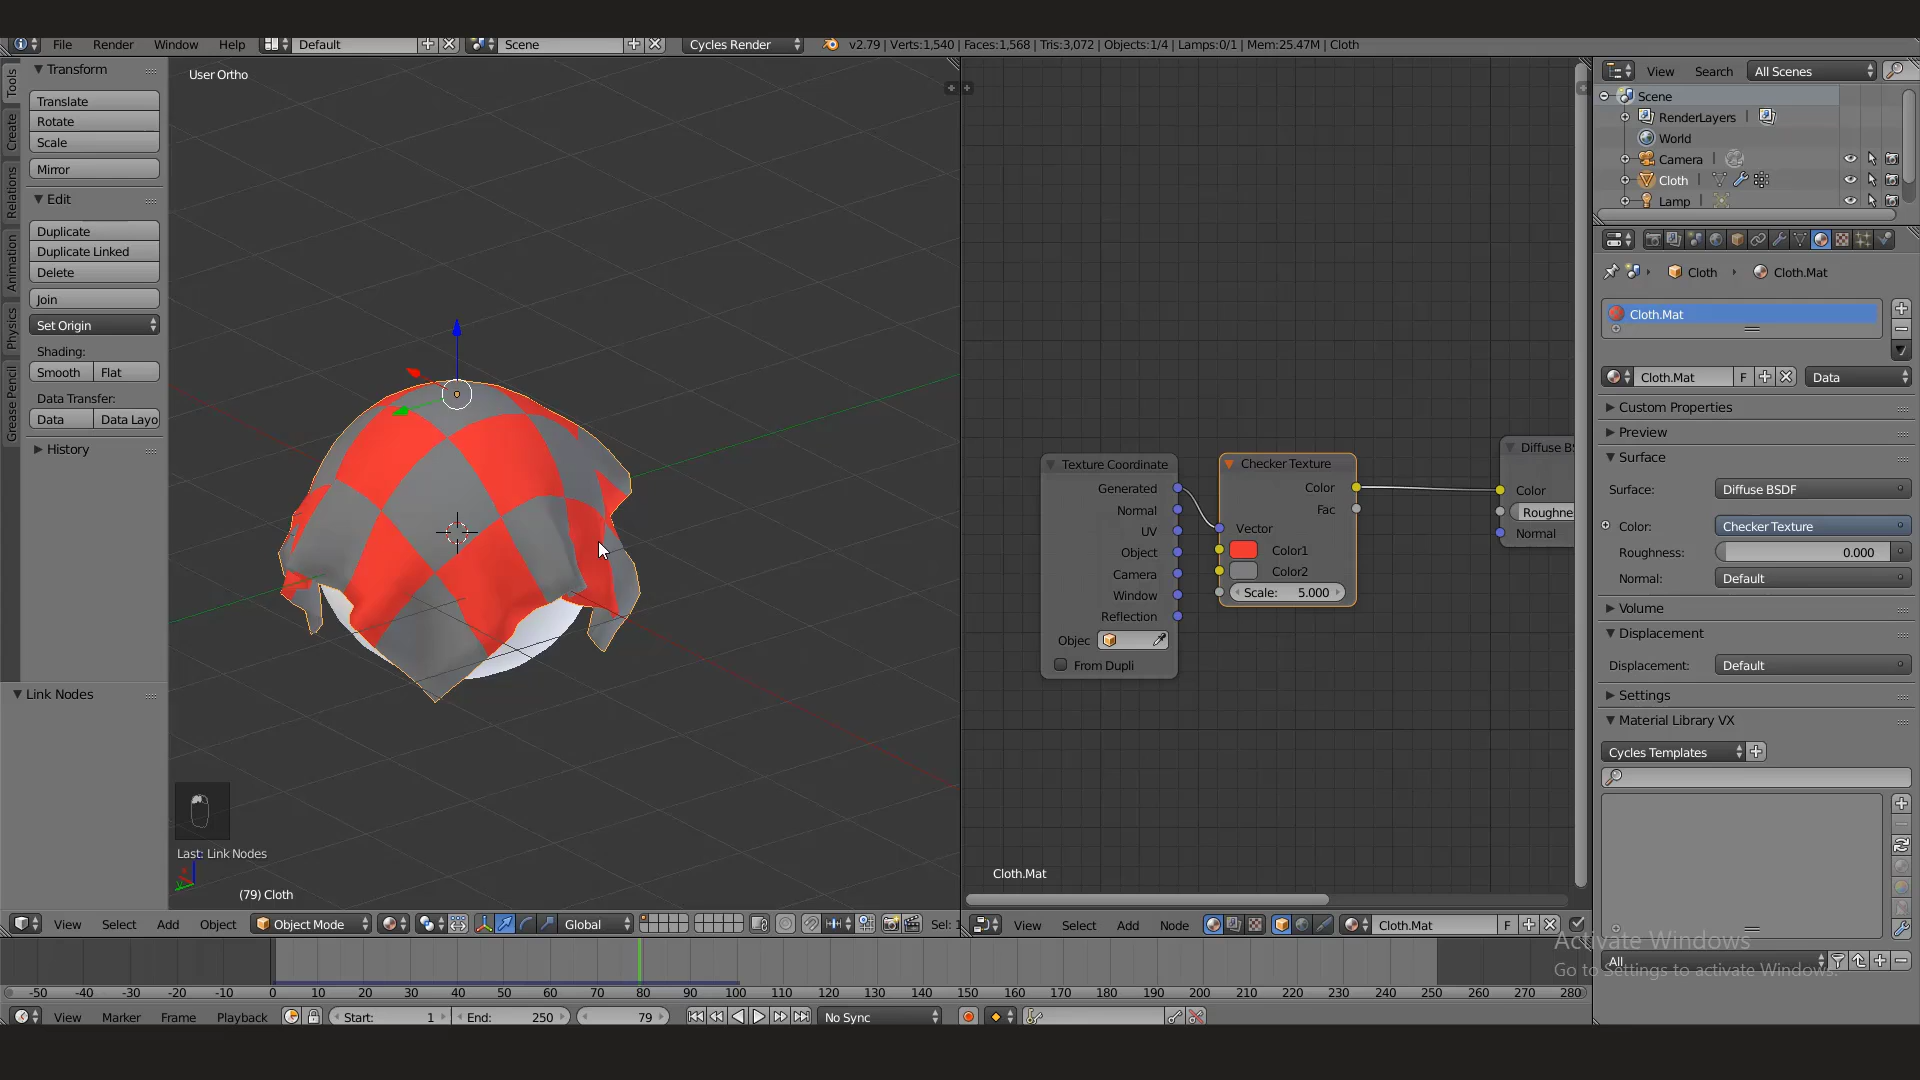 File Render Window Help Default Scene Cycles Render v2.79 | Verts:1,540 | Faces:1,568 | Tris:3,072 | Objects:1/4 | Lamps:0/1 | Mem:25.47M | Cloth
Tools
Create
Relations
Animation
Physics
Grease Pencil
Transform
Translate
Rotate
Scale
Mirror
Edit
Duplicate
Duplicate Linked
Delete
Join
Set Origin
Shading:
Smooth Flat
Data Transfer:
Data Data Layo
History
Link Nodes
User Ortho
Last: Link Nodes
(79) Cloth
View Select Add Object Object Mode Global Sel: 1
Texture Coordinate
Generated
Normal
UV
Object
Camera
Window
Reflection
Objec
From Dupli
Checker Texture
Color
Fac
Vector
Color1
Color2
Scale: 5.000
Diffuse BS
Color
Roughne
Normal
Cloth.Mat
View Select Add Node Cloth.Mat F
View Search All Scenes
Scene
RenderLayers |
World
Camera |
Cloth |
Lamp |
Cloth Cloth.Mat
Cloth.Mat
Cloth.Mat F Data
Custom Properties
Preview
Surface
Surface: Diffuse BSDF
Color: Checker Texture
Roughness: 0.000
Normal: Default
Volume
Displacement
Displacement: Default
Settings
Material Library VX
Cycles Templates
All
Activate Windows
Go to Settings to activate Windows.
-50 -40 -30 -20 -10 0 10 20 30 40 50 60 70 80 90 100 110 120 130 140 150 160 170 180 190 200 210 220 230 240 250 260 270 280
View Marker Frame Playback Start: 1 End: 250 79 No Sync